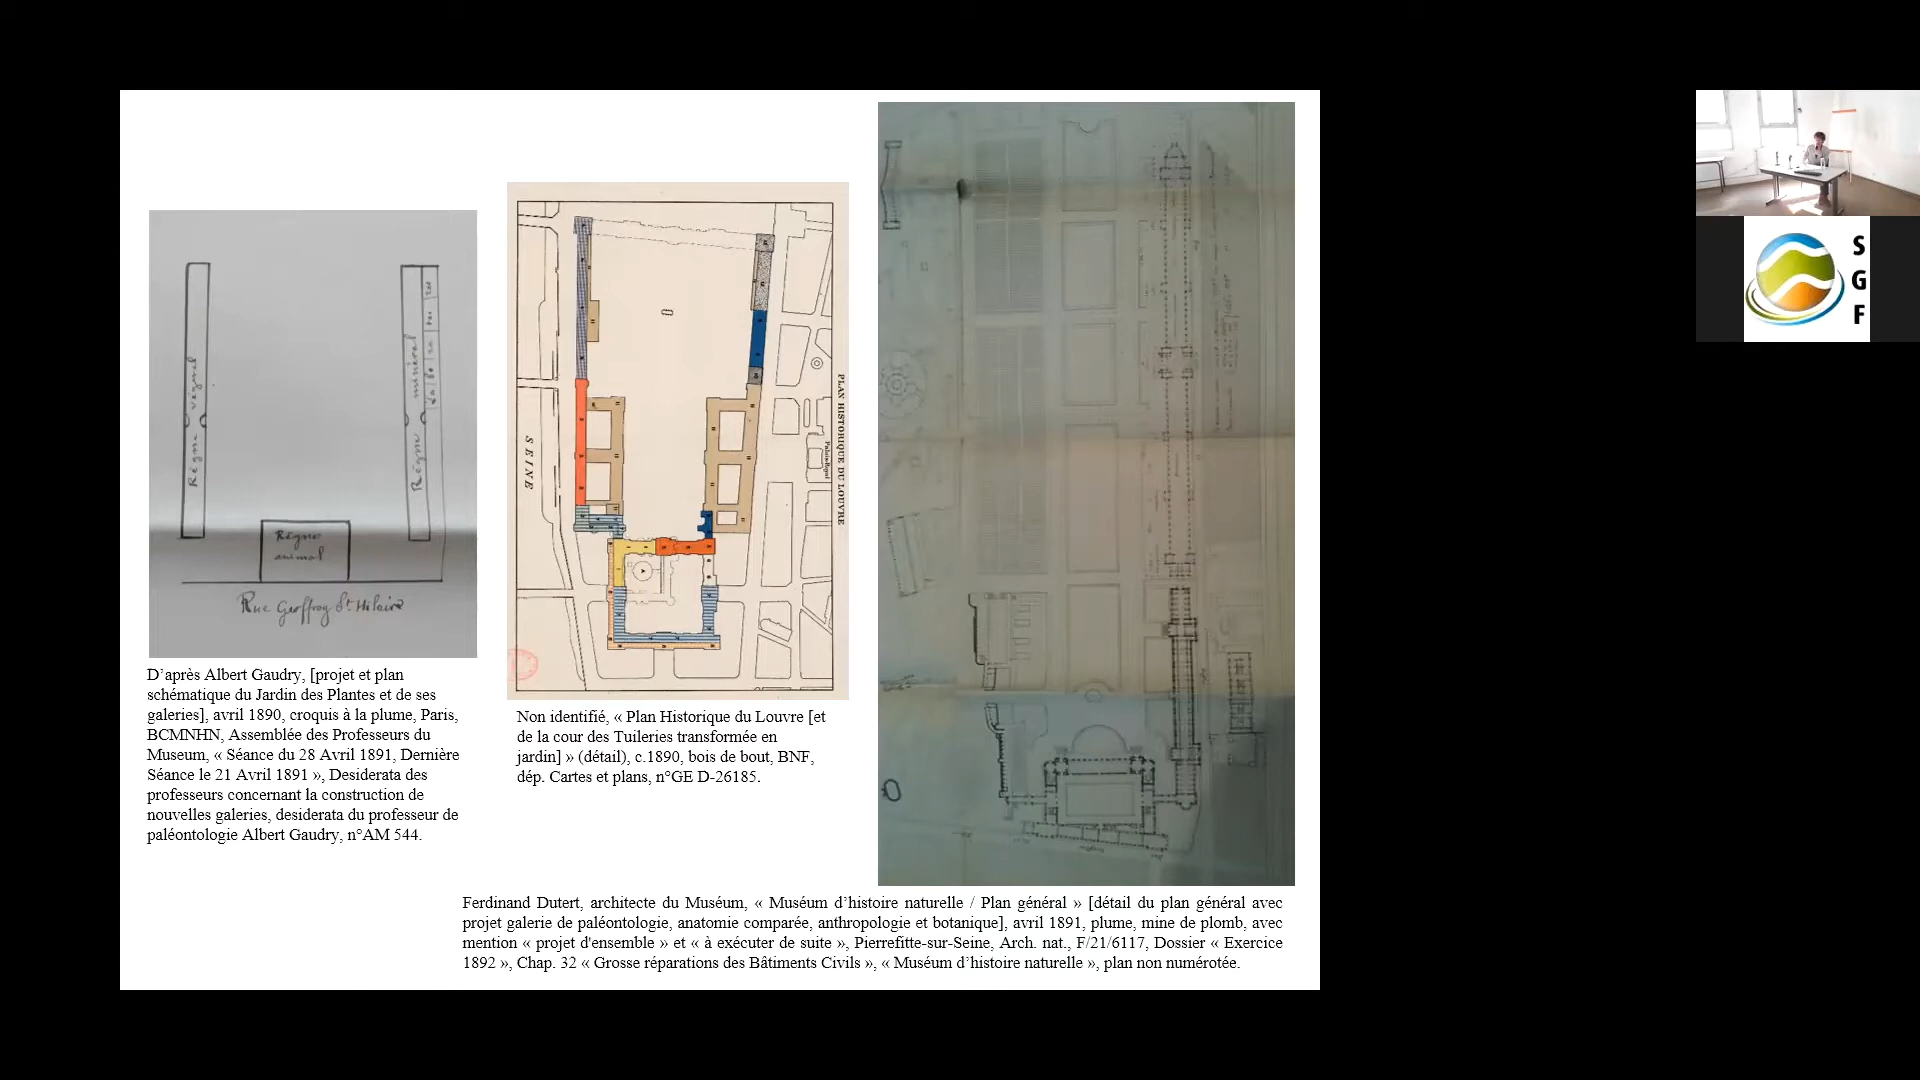 Règne végétal
Règne minéral
Règne
animal
Rue Geoffroy St Hilaire
D’après Albert Gaudry, [projet et plan
schématique du Jardin des Plantes et de ses
galeries], avril 1890, croquis à la plume, Paris,
BCMNHN, Assemblée des Professeurs du
Museum, « Séance du 28 Avril 1891, Dernière
Séance le 21 Avril 1891 », Desiderata des
professeurs concernant la construction de
nouvelles galeries, desiderata du professeur de
paléontologie Albert Gaudry, n°AM 544.
SEINE
PLAN HISTORIQUE DU LOUVRE
Palais-Royal
Non identifié, « Plan Historique du Louvre [et
de la cour des Tuileries transformée en
jardin] » (détail), c.1890, bois de bout, BNF,
dép. Cartes et plans, n°GE D-26185.
Ferdinand Dutert, architecte du Muséum, « Muséum d’histoire naturelle / Plan général » [détail du plan général avec
projet galerie de paléontologie, anatomie comparée, anthropologie et botanique], avril 1891, plume, mine de plomb, avec
mention « projet d'ensemble » et « à exécuter de suite », Pierrefitte-sur-Seine, Arch. nat., F/21/6117, Dossier « Exercice
1892 », Chap. 32 « Grosse réparations des Bâtiments Civils », « Muséum d’histoire naturelle », plan non numérotée.
S
G
F